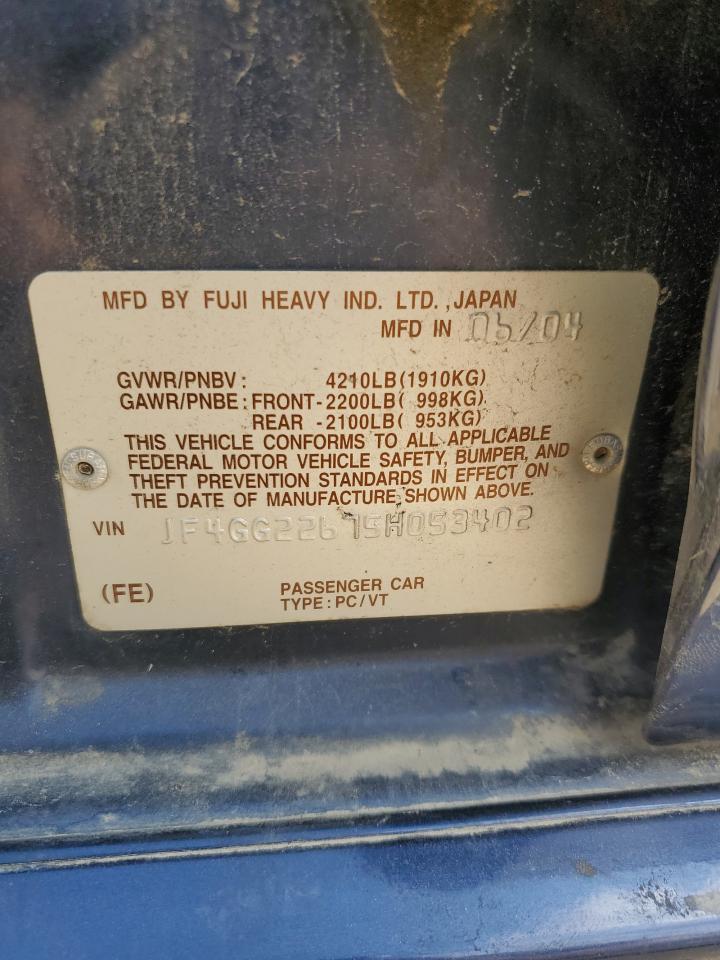 MFD BY FUJI HEAVY IND. LTD., JAPAN
MFD IN 06/04
GVWR/PNBV: 4210LB(1910KG)
GAWR/PNBE: FRONT-2200LB( 998KG)
REAR -2100LB( 953KG)
THIS VEHICLE CONFORMS TO ALL APPLICABLE
FEDERAL MOTOR VEHICLE SAFETY, BUMPER, AND
THEFT PREVENTION STANDARDS IN EFFECT ON
THE DATE OF MANUFACTURE SHOWN ABOVE.
VIN JF4GG22675H053402
(FE) PASSENGER CAR
TYPE: PC/VT